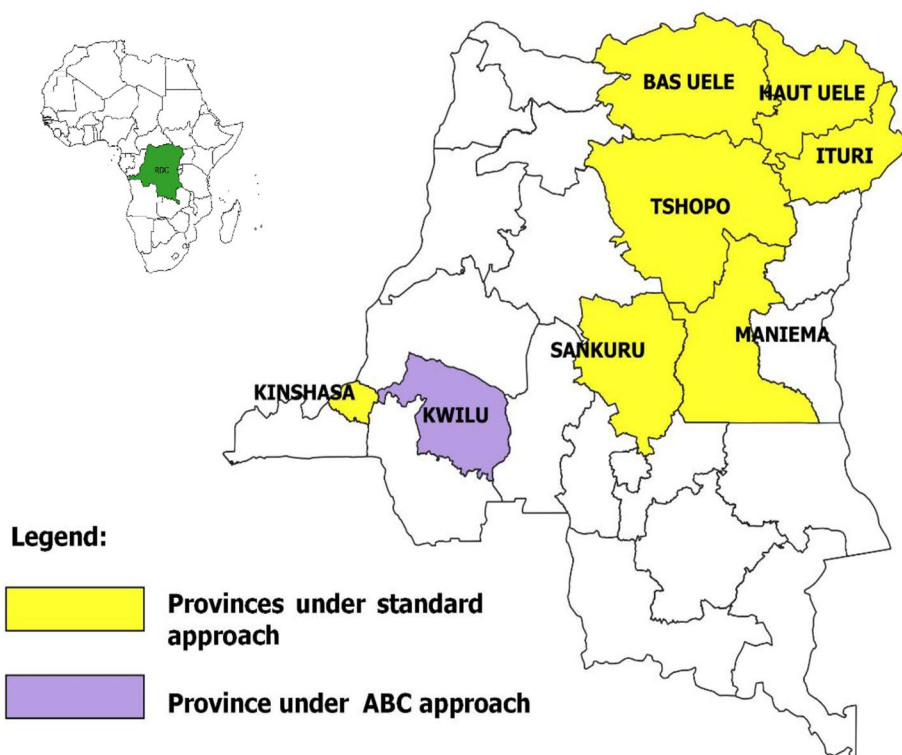 BAS UELE
HAUT UELE
ITURI
RDC
TSHOPO
MANIEMA
SANKURU
KINSHASA
KWILU
Legend:
Provinces under standard
approach
Province under ABC approach